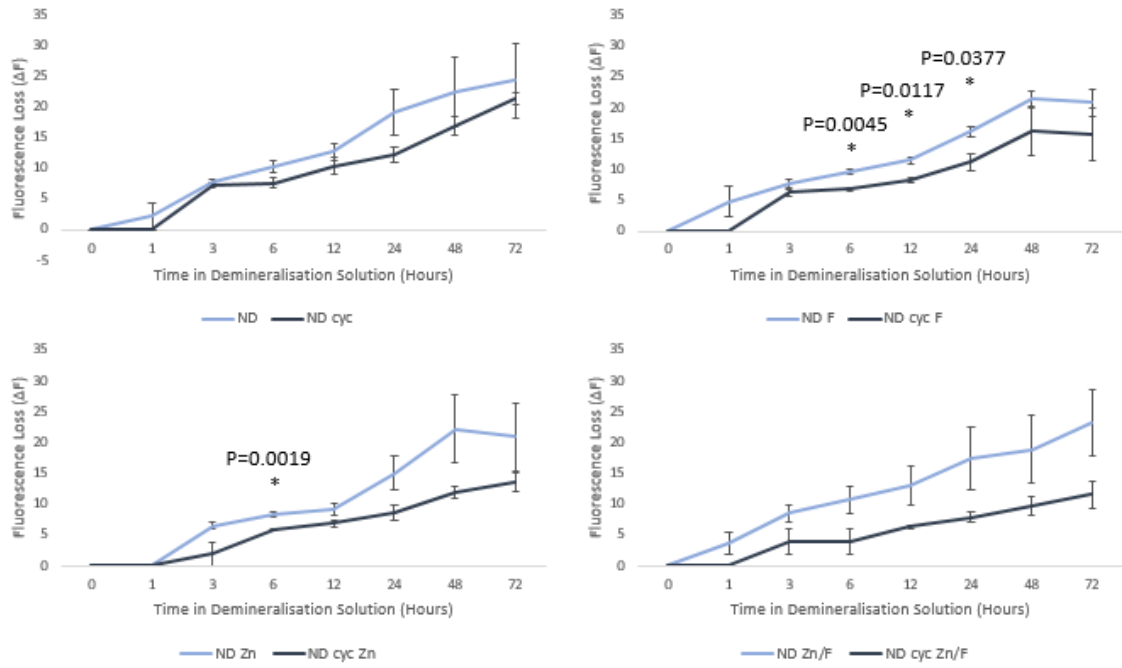 35
30
25
20
15
10
5
0
-5
Fluorescence Loss (ΔF)
0 1 3 6 12 24 48 72
Time in Demineralisation Solution (Hours)
ND ND cyc
35
30
25
20
15
10
5
0
Fluorescence Loss (ΔF)
P=0.0377
*
P=0.0117
*
P=0.0045
*
0 1 3 6 12 24 48 72
Time in Demineralisation Solution (Hours)
ND F ND cyc F
35
30
25
20
15
10
5
0
Fluorescence Loss (ΔF)
P=0.0019
*
0 1 3 6 12 24 48 72
Time in Demineralisation Solution (Hours)
ND Zn ND cyc Zn
35
30
25
20
15
10
5
0
Fluorescence Loss (ΔF)
0 1 3 6 12 24 48 72
Time in Demineralisation Solution (Hours)
ND Zn/F ND cyc Zn/F